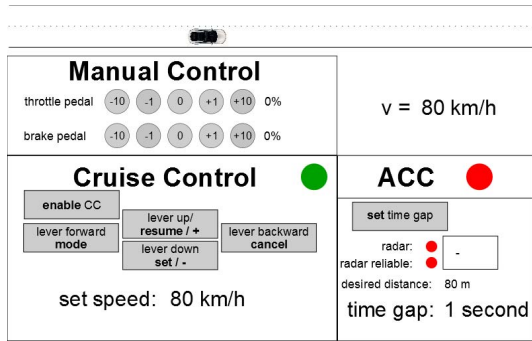 Manual Control
throttle pedal -10 -1 0 +1 +10 0%
brake pedal -10 -1 0 +1 +10 0%
v = 80 km/h
Cruise Control
enable CC
lever forward
mode
lever up/
resume / +
lever down
set / -
lever backward
cancel
set speed: 80 km/h
ACC
set time gap
radar:
radar reliable:
-
desired distance: 80 m
time gap: 1 second